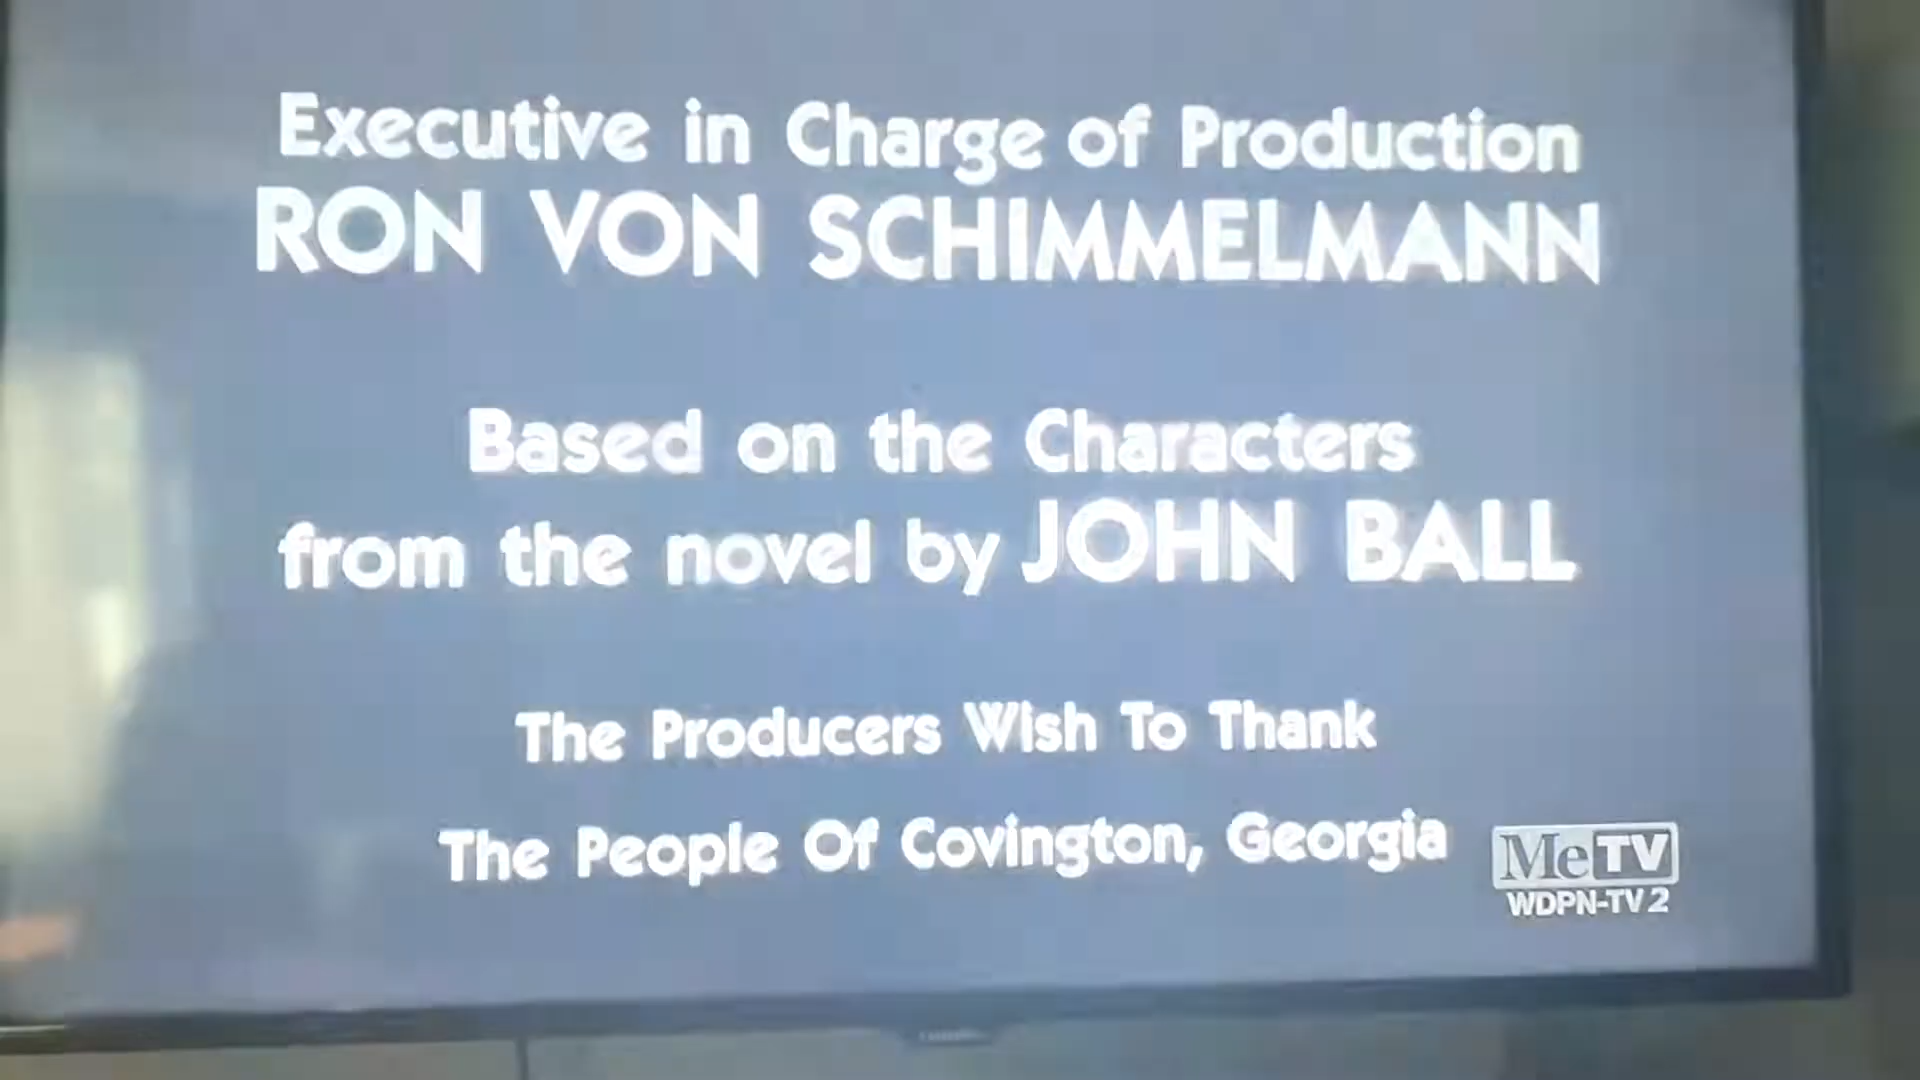 Executive in Charge of Production
RON VON SCHIMMELMANN
Based on the Characters
from the novel by JOHN BALL
The Producers Wish To Thank
The People Of Covington, Georgia
MeTV
WDPN-TV 2